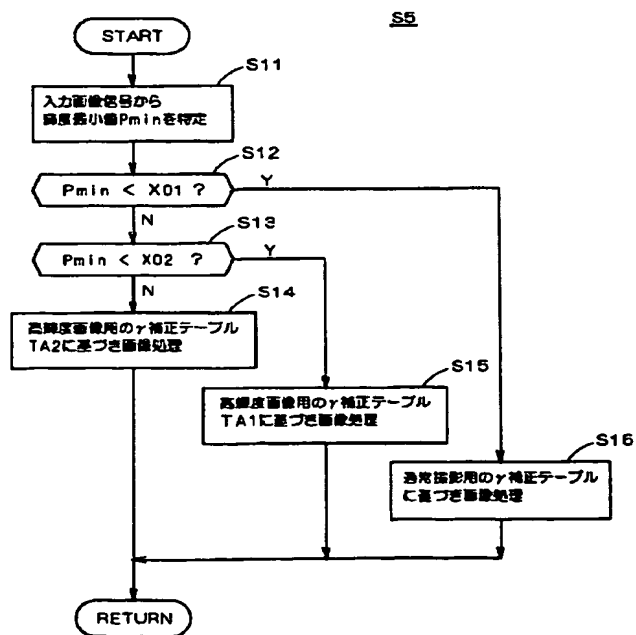 S5
START
S11
入力画像信号から
輝度最小値Pminを特定
S12
Pmin < X01 ?
Y
N
S13
Pmin < X02 ?
Y
N
S14
高輝度画像用のγ補正テーブル
TA2に基づき画像処理
S15
高輝度画像用のγ補正テーブル
TA1に基づき画像処理
S16
通常撮影用のγ補正テーブル
に基づき画像処理
RETURN